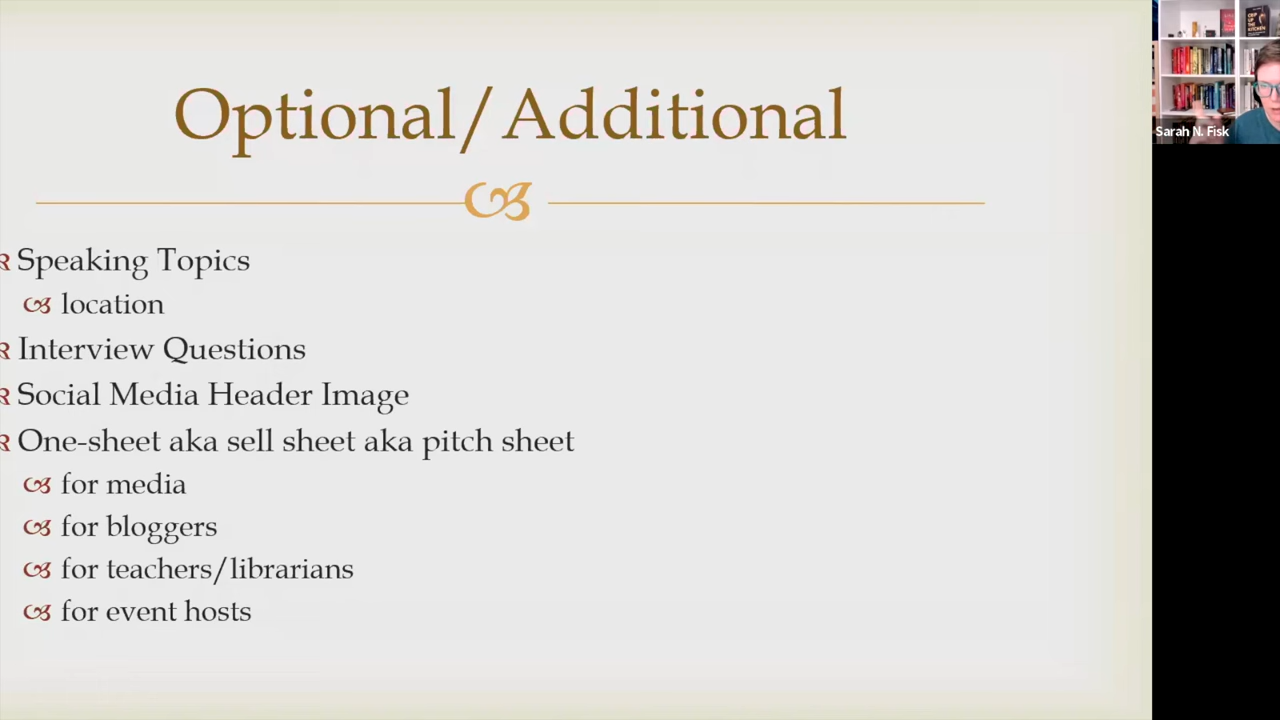 Optional/Additional
Speaking Topics
location
Interview Questions
Social Media Header Image
One-sheet aka sell sheet aka pitch sheet
for media
for bloggers
for teachers/librarians
for event hosts
Sarah N. Fisk